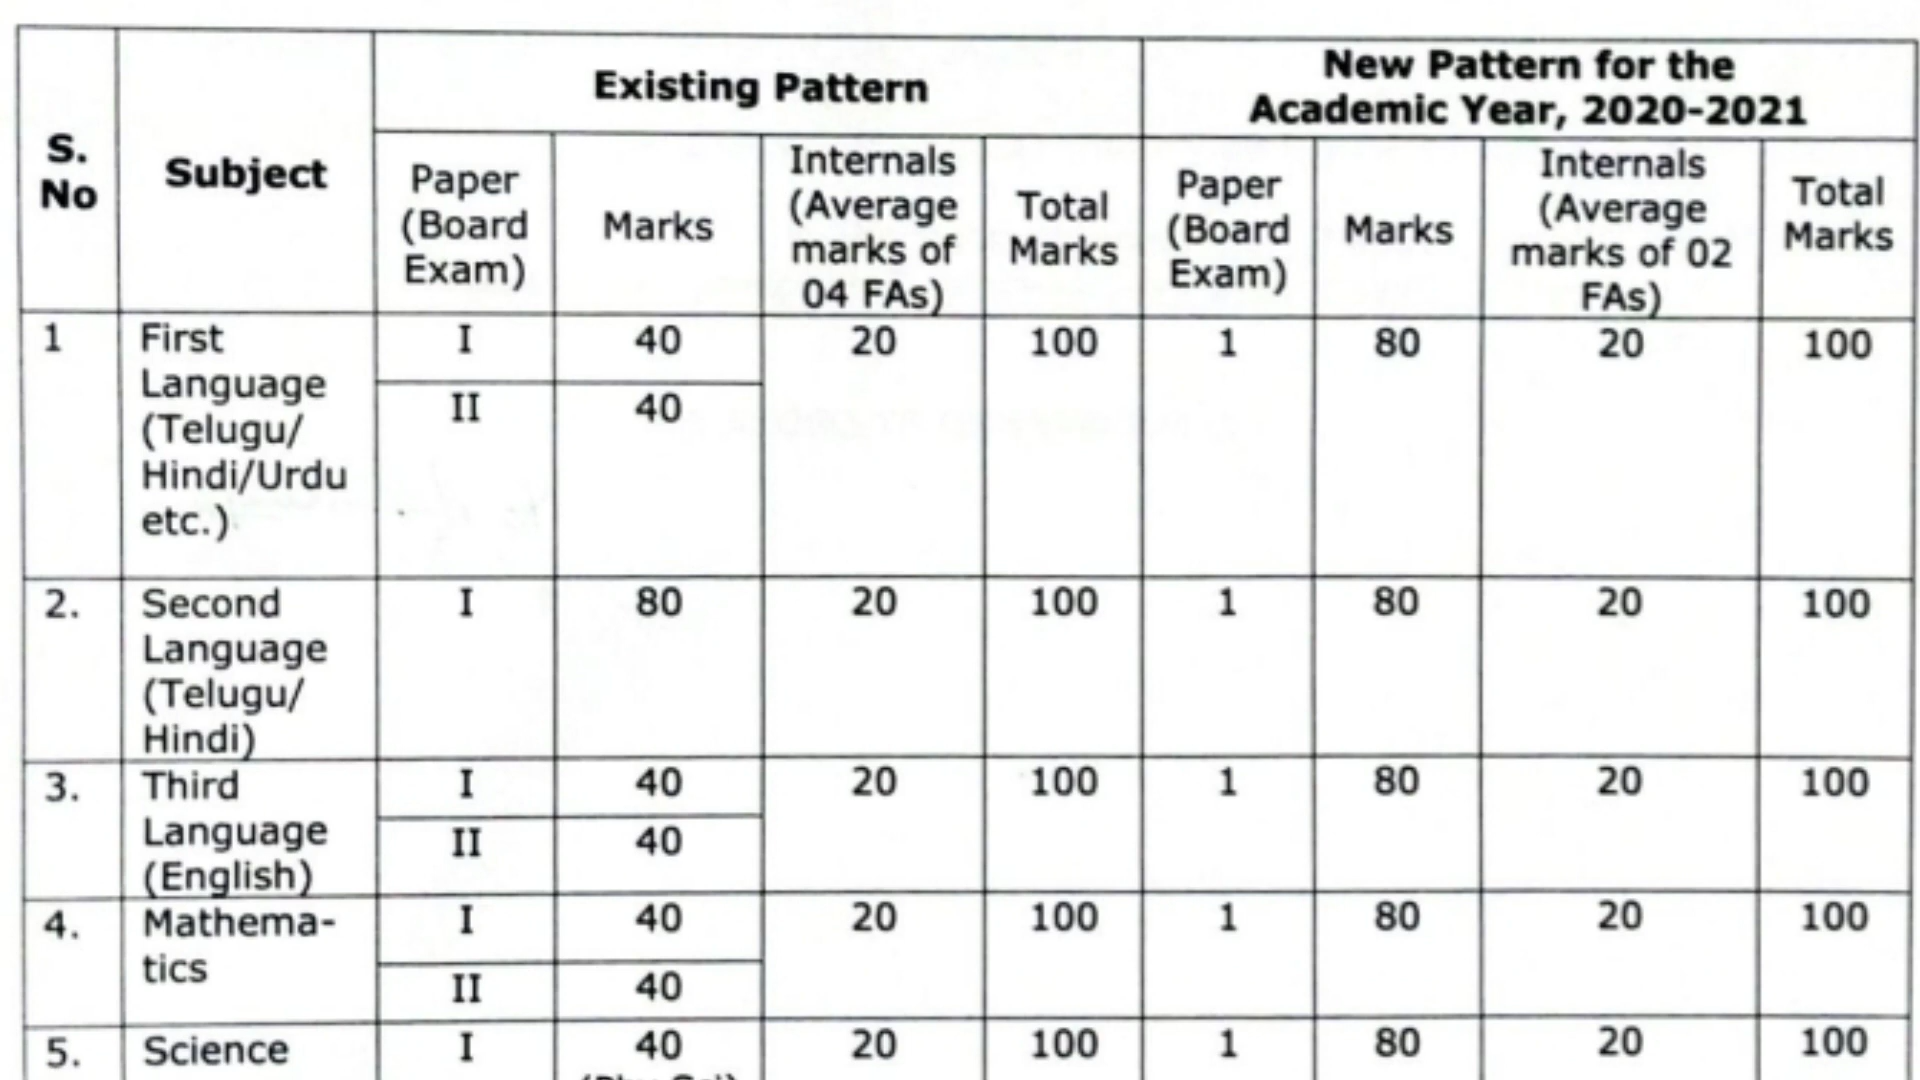 S. No | Subject | Existing Pattern | New Pattern for the Academic Year, 2020-2021
Paper (Board Exam) | Marks | Internals (Average marks of 04 FAs) | Total Marks | Paper (Board Exam) | Marks | Internals (Average marks of 02 FAs) | Total Marks
1 | First Language (Telugu/ Hindi/Urdu etc.) | I | 40 | 20 | 100 | 1 | 80 | 20 | 100
II | 40
2. | Second Language (Telugu/ Hindi) | I | 80 | 20 | 100 | 1 | 80 | 20 | 100
3. | Third Language (English) | I | 40 | 20 | 100 | 1 | 80 | 20 | 100
II | 40
4. | Mathema- tics | I | 40 | 20 | 100 | 1 | 80 | 20 | 100
II | 40
5. | Science | I | 40 | 20 | 100 | 1 | 80 | 20 | 100